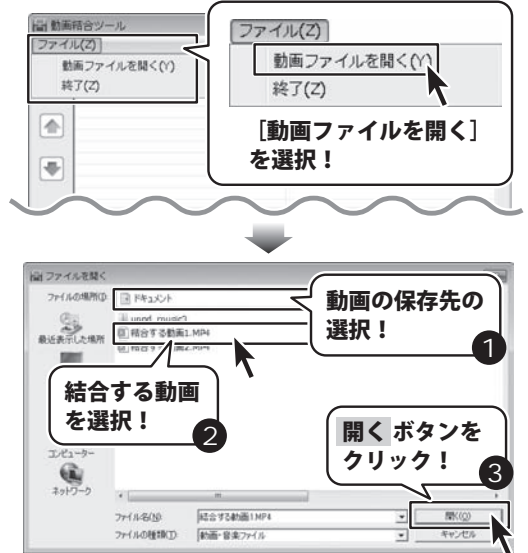 動画結合ツール
ファイル(Z)
動画ファイルを開く(Y)
終了(Z)
ファイル(Z)
動画ファイルを開く(Y)
終了(Z)
[動画ファイルを開く]
を選択！
ファイルを開く
ファイルの場所(I):
ドキュメント
動画の保存先の
選択！
1
最近表示した場所
結合する動画1.MP4
結合する動画
を選択！
2
開く ボタンを
クリック！
3
コンピューター
ネットワーク
ファイル名(N):
結合する動画1.MP4
開く(O)
ファイルの種類(T):
動画・音楽ファイル
キャンセル